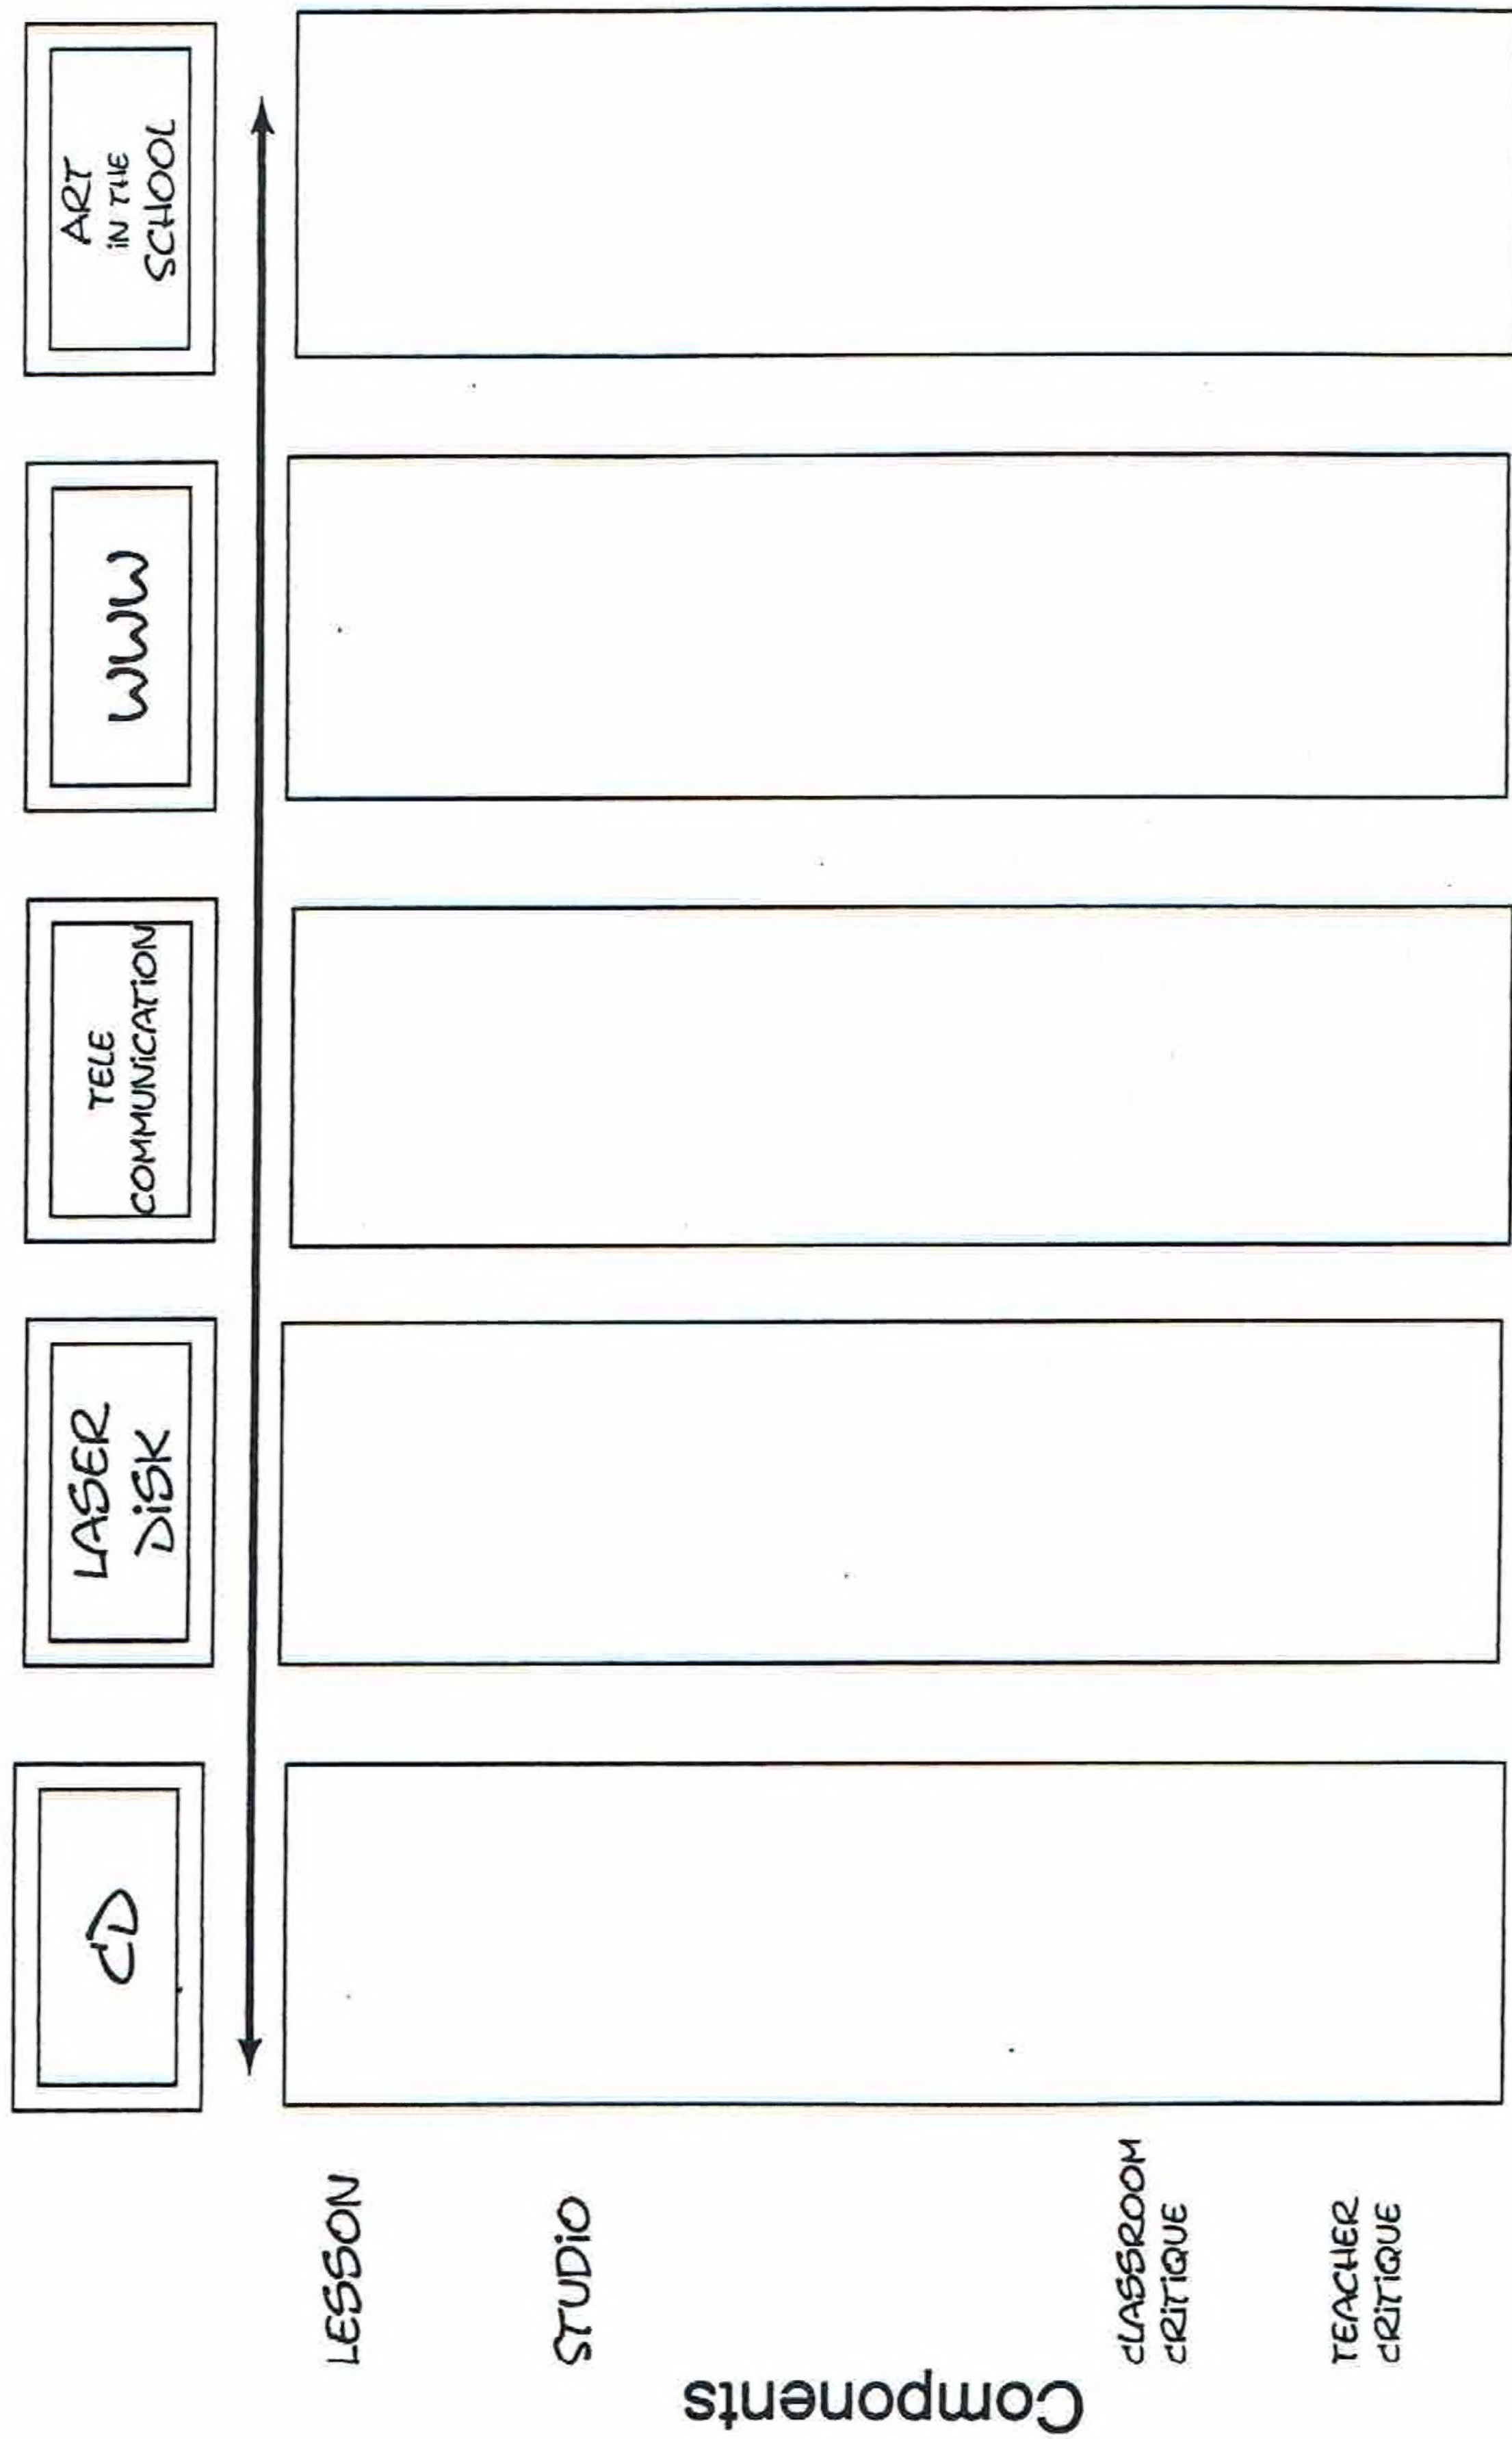 CD
LASER
DISK
TELE
COMMUNICATION
WWW
ART
IN THE
SCHOOL
Components
LESSON
STUDIO
CLASSROOM
CRITIQUE
TEACHER
CRITIQUE